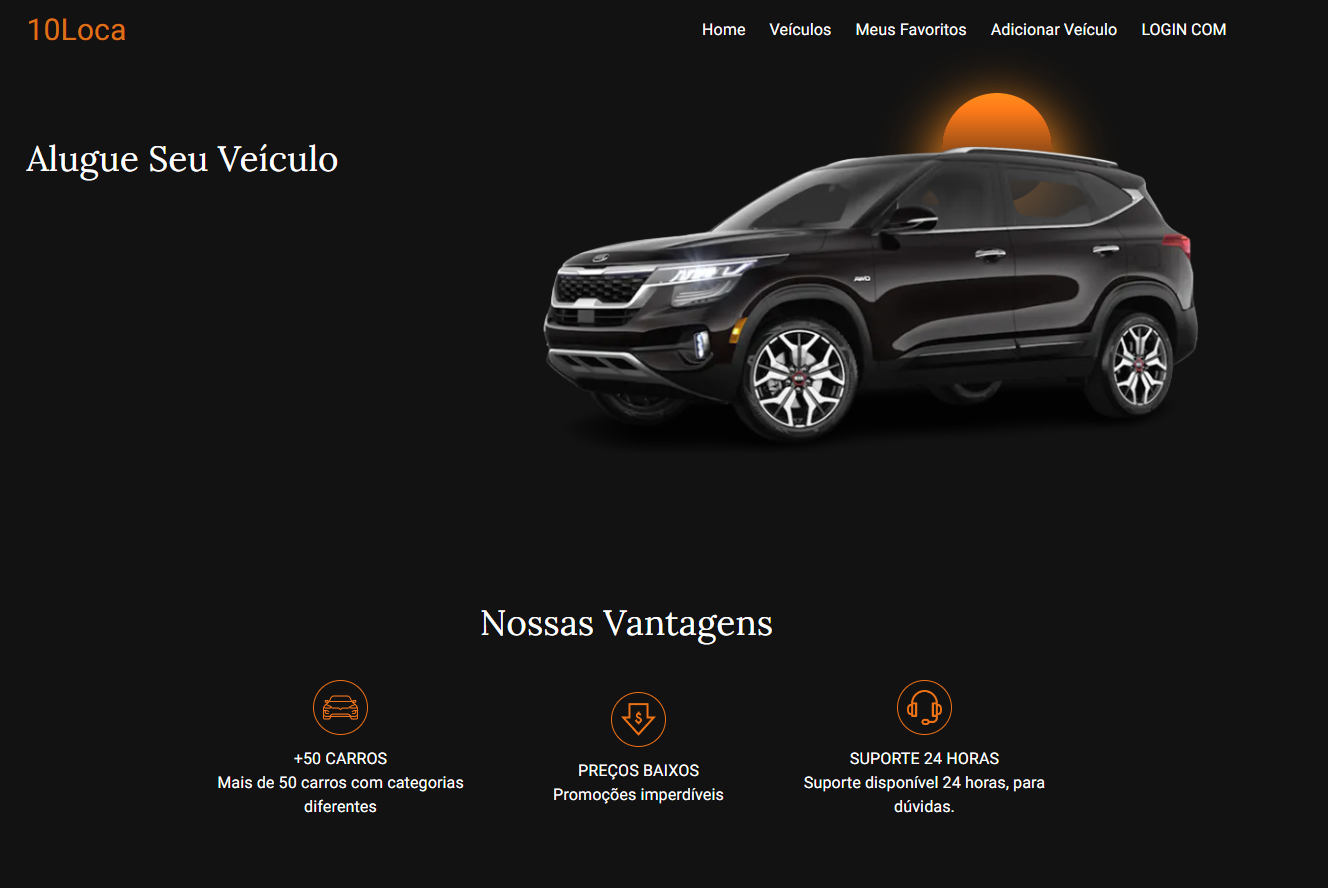 10Loca
Home Veículos Meus Favoritos Adicionar Veículo LOGIN COM
Alugue Seu Veículo
AWD
Nossas Vantagens
$
+50 CARROS
Mais de 50 carros com categorias
diferentes
PREÇOS BAIXOS
Promoções imperdíveis
SUPORTE 24 HORAS
Suporte disponível 24 horas, para
dúvidas.